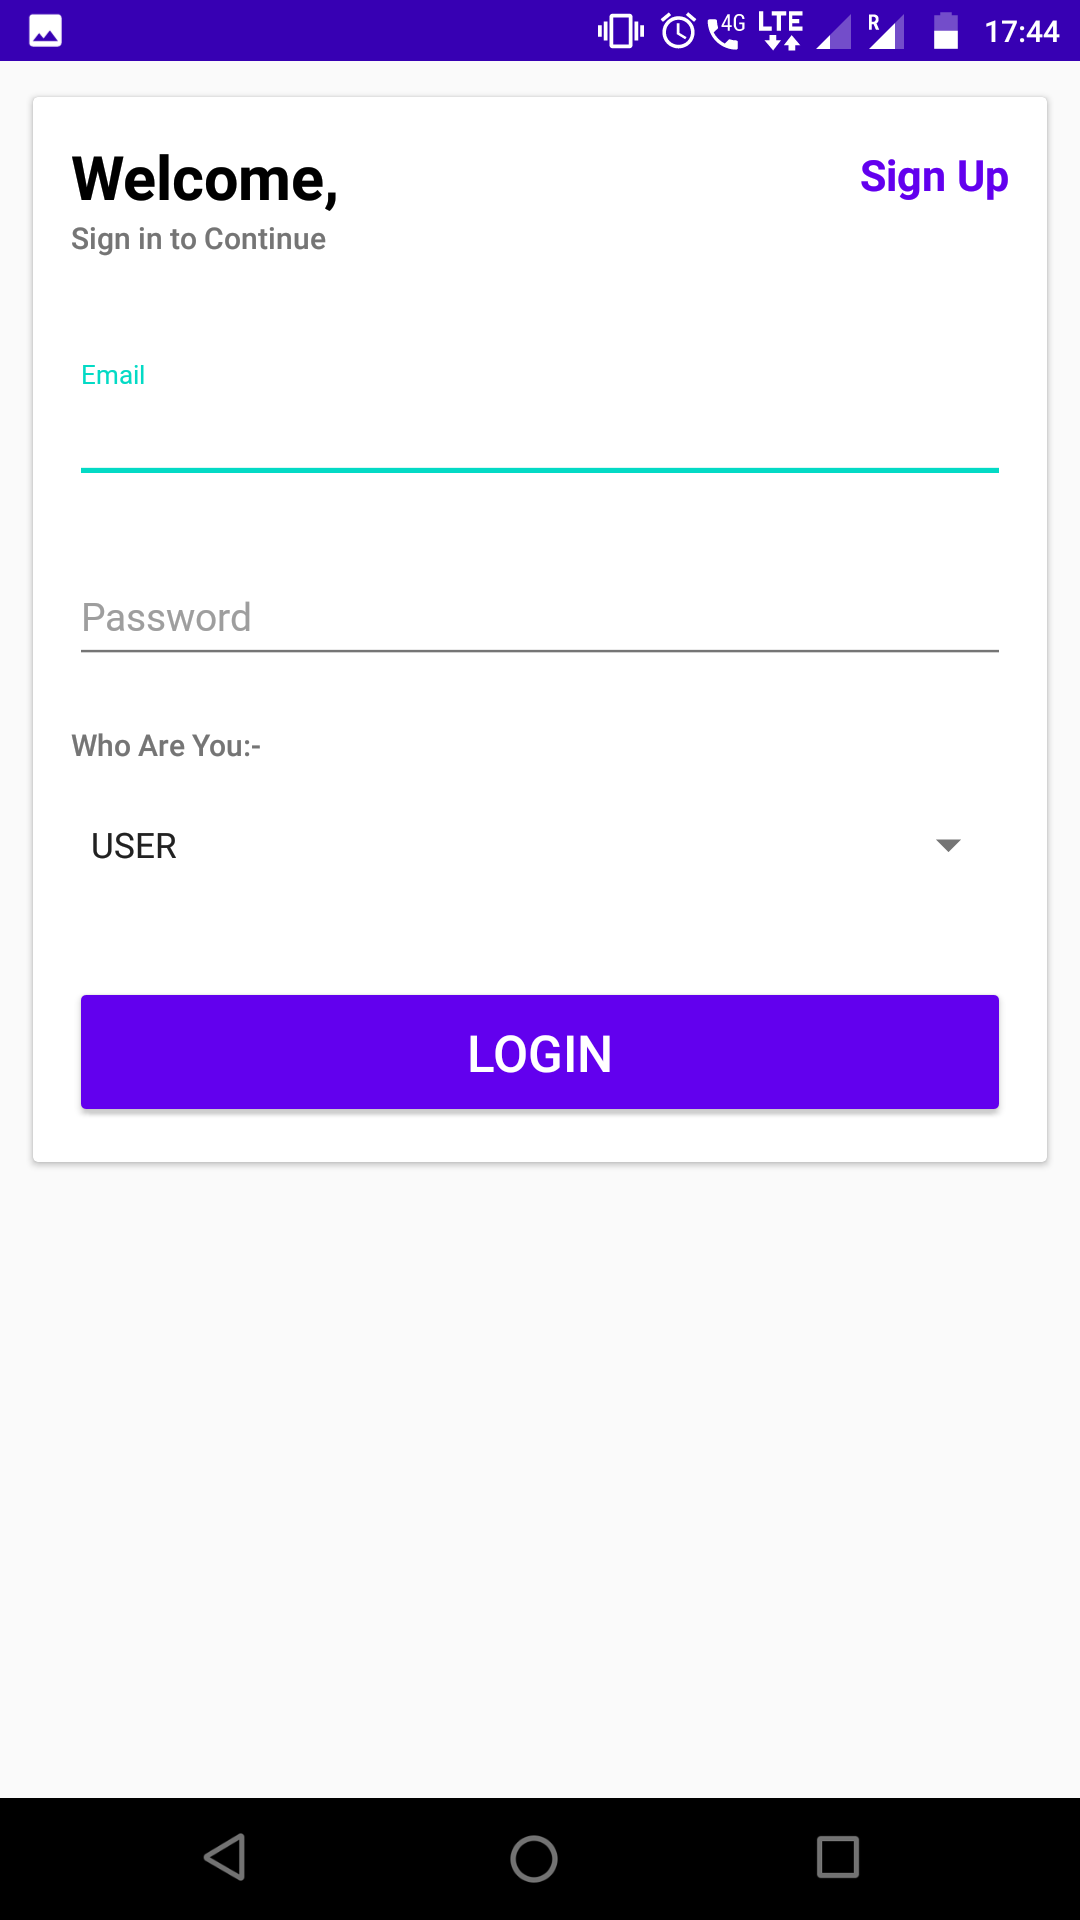 4G LTE R 17:44
Welcome,
Sign Up
Sign in to Continue
Email
Password
Who Are You:-
USER
LOGIN